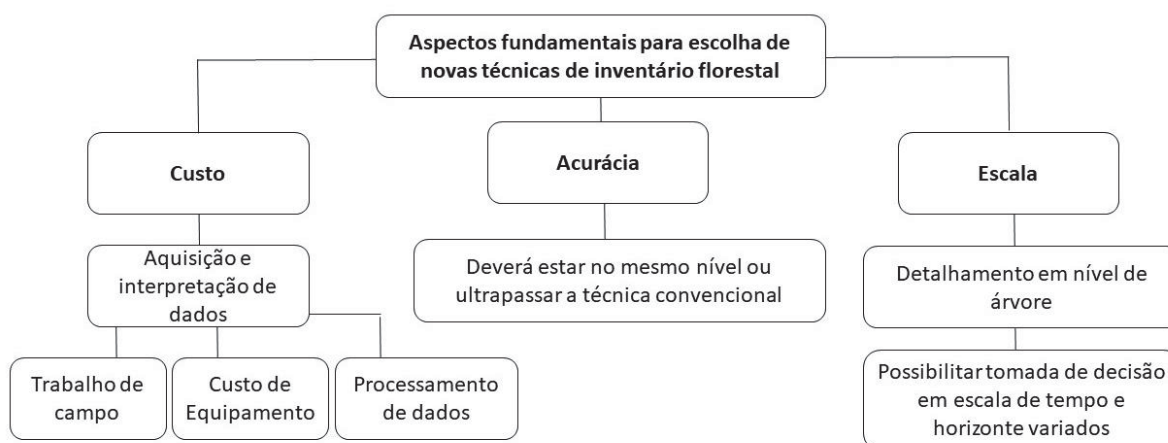 Aspectos fundamentais para escolha de
novas técnicas de inventário florestal
Custo
Acurácia
Escala
Aquisição e
interpretação de
dados
Deverá estar no mesmo nível ou
ultrapassar a técnica convencional
Detalhamento em nível de
árvore
Trabalho de
campo
Custo de
Equipamento
Processamento
de dados
Possibilitar tomada de decisão
em escala de tempo e
horizonte variados